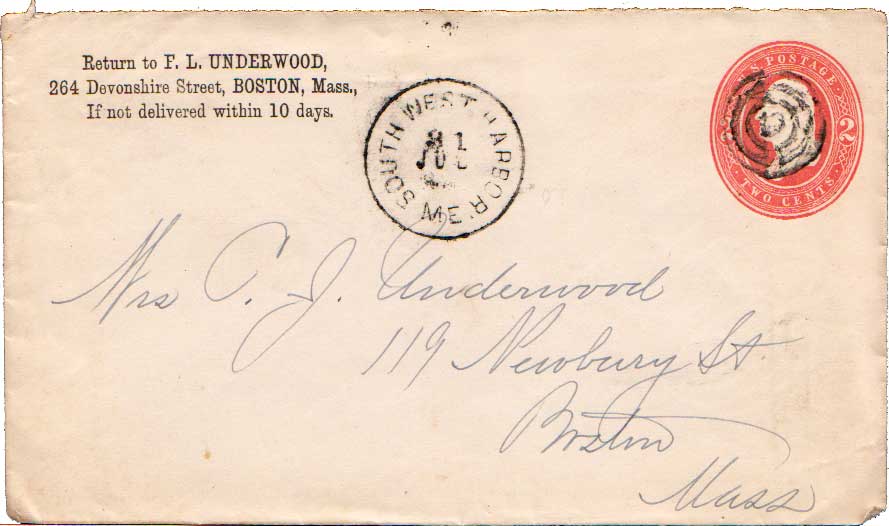 Return to F. L. UNDERWOOD,
264 Devonshire Street, BOSTON, Mass.,
If not delivered within 10 days.
SOUTH WEST HARBOR
JUL
ME.
U.S. POSTAGE
2
TWO CENTS
Mrs C. J. Underwood
119 Newbury St.
Boston
Mass